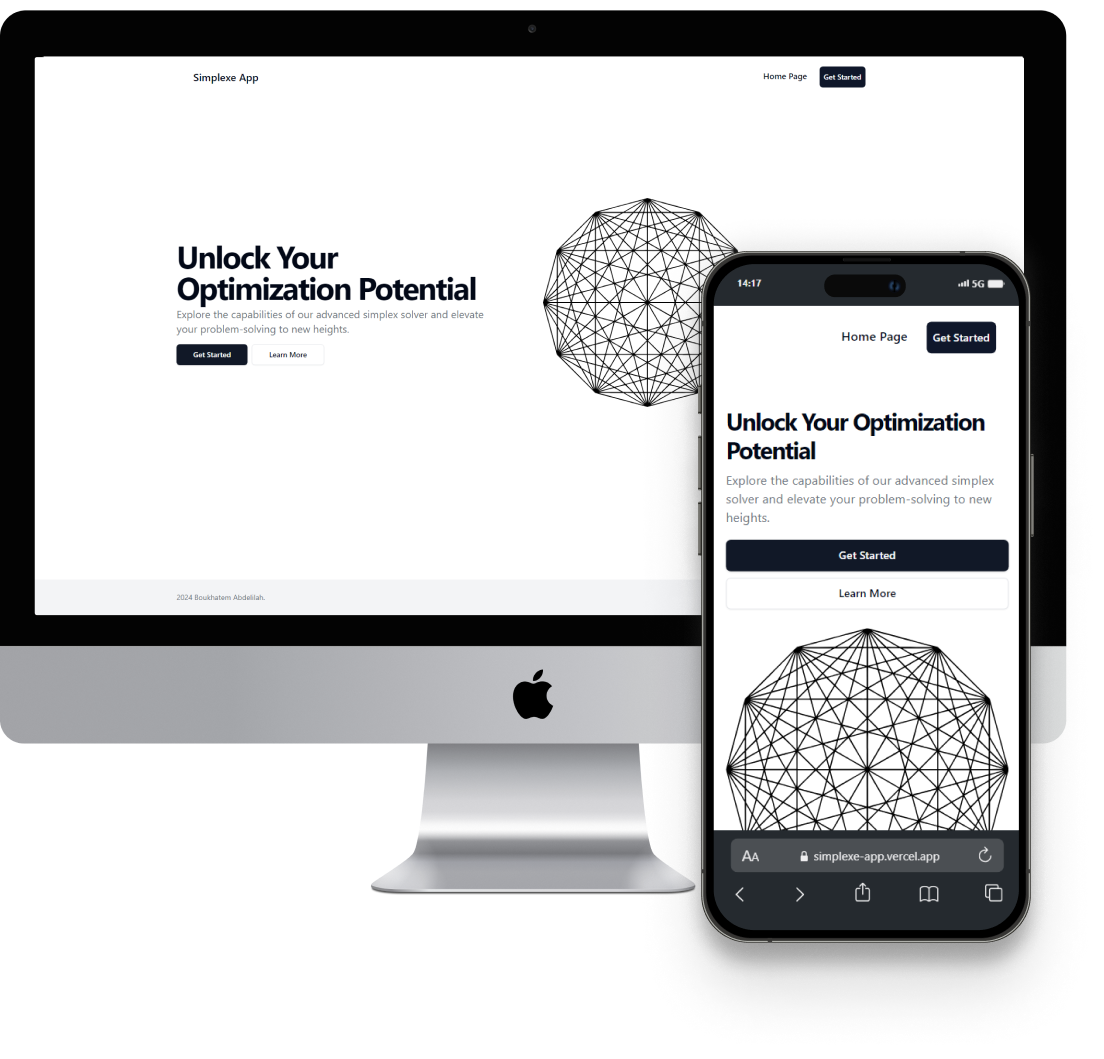 Simplexe App
Home Page
Get Started
Unlock Your
Optimization Potential
Explore the capabilities of our advanced simplex solver and elevate
your problem-solving to new heights.
Get Started
Learn More
2024 Boukhatem Abdelilah.
14:17
5G
Home Page
Get Started
Unlock Your Optimization
Potential
Explore the capabilities of our advanced simplex
solver and elevate your problem-solving to new
heights.
Get Started
Learn More
AA
simplexe-app.vercel.app